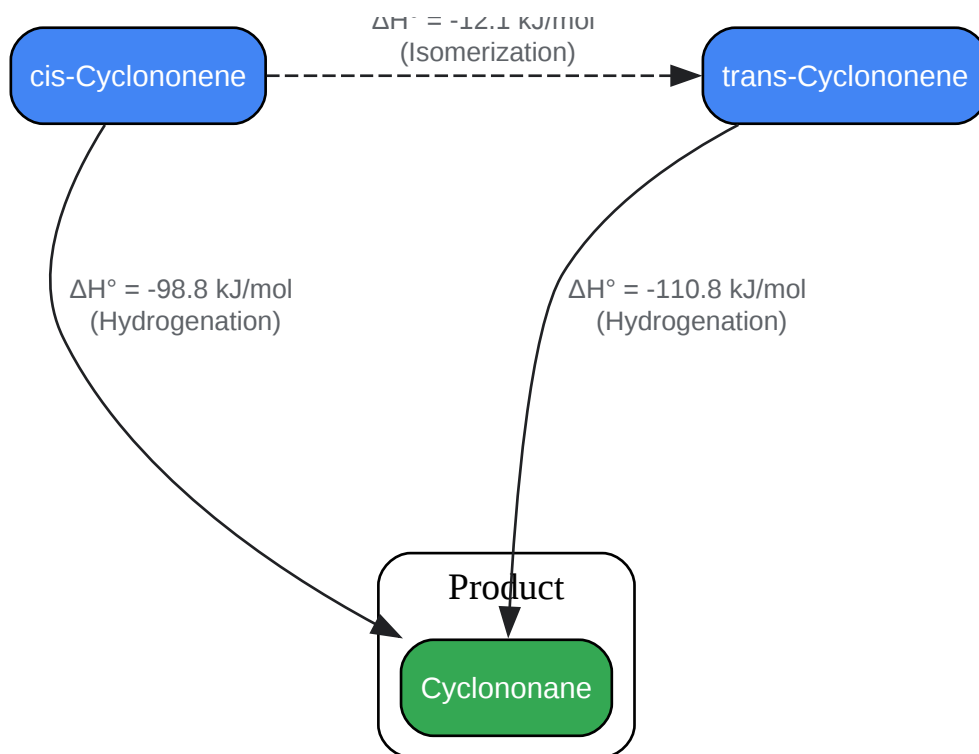 ΔH° = -12.1 kJ/mol
(Isomerization)
cis-Cyclononene
trans-Cyclononene
ΔH° = -98.8 kJ/mol
(Hydrogenation)
ΔH° = -110.8 kJ/mol
(Hydrogenation)
Product
Cyclononane